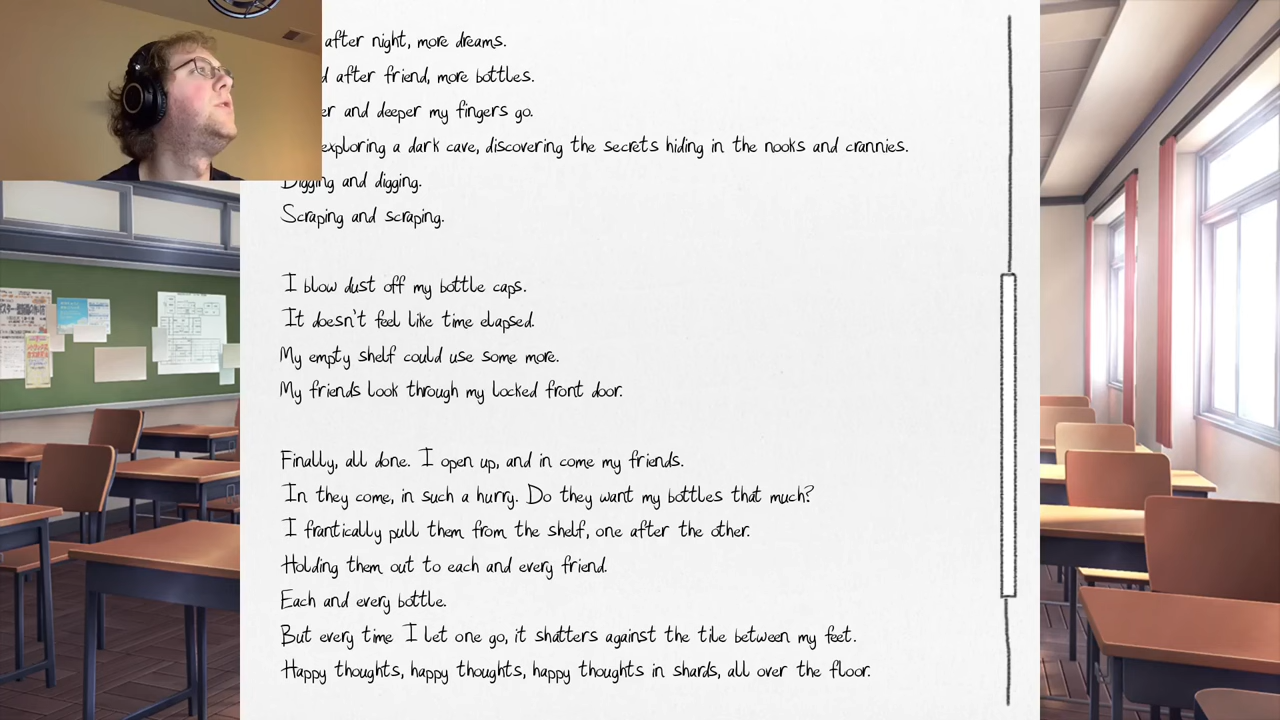 after night, more dreams.
after friend, more bottles.
and deeper my fingers go.
exploring a dark cave, discovering the secrets hiding in the nooks and crannies.
Digging and digging.
Scraping and scraping.
I blow dust off my bottle caps.
It doesn't feel like time elapsed.
My empty shelf could use some more.
My friends look through my locked front door.
Finally, all done. I open up, and in come my friends.
In they come, in such a hurry. Do they want my bottles that much?
I frantically pull them from the shelf, one after the other.
Holding them out to each and every friend.
Each and every bottle.
But every time I let one go, it shatters against the tile between my feet.
Happy thoughts, happy thoughts, happy thoughts in shards, all over the floor.